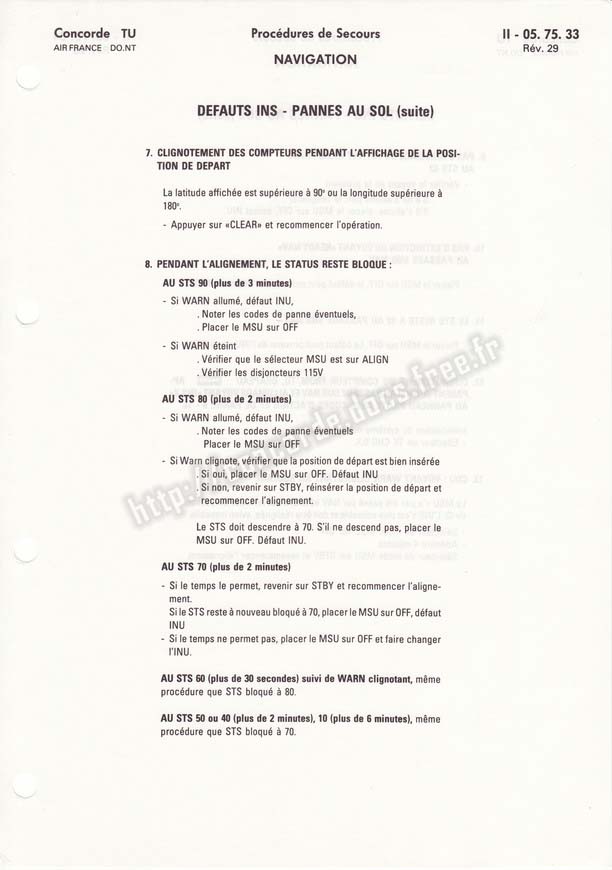 Concorde TU
AIR FRANCE DO.NT
Procédures de Secours
NAVIGATION
II - 05. 75. 33
Rév. 29
DEFAUTS INS - PANNES AU SOL (suite)
7. CLIGNOTEMENT DES COMPTEURS PENDANT L'AFFICHAGE DE LA POSI-
TION DE DEPART
La latitude affichée est supérieure à 90° ou la longitude supérieure à
180°.
- Appuyer sur «CLEAR» et recommencer l'opération.
8. PENDANT L'ALIGNEMENT, LE STATUS RESTE BLOQUE :
AU STS 90 (plus de 3 minutes)
- Si WARN allumé, défaut INU,
. Noter les codes de panne éventuels,
. Placer le MSU sur OFF
- Si WARN éteint
. Vérifier que le sélecteur MSU est sur ALIGN
. Vérifier les disjoncteurs 115V
AU STS 80 (plus de 2 minutes)
- Si WARN allumé, défaut INU,
. Noter les codes de panne éventuels
Placer le MSU sur OFF
- Si Warn clignote, vérifier que la position de départ est bien insérée
. Si oui, placer le MSU sur OFF. Défaut INU
. Si non, revenir sur STBY, réinsérer la position de départ et
recommencer l'alignement.
Le STS doit descendre à 70. S'il ne descend pas, placer le
MSU sur OFF. Défaut INU.
AU STS 70 (plus de 2 minutes)
- Si le temps le permet, revenir sur STBY et recommencer l'aligne-
ment.
Si le STS reste à nouveau bloqué à 70, placer le MSU sur OFF, défaut
INU
- Si le temps ne permet pas, placer le MSU sur OFF et faire changer
l'INU.
AU STS 60 (plus de 30 secondes) suivi de WARN clignotant, même
procédure que STS bloqué à 80.
AU STS 50 ou 40 (plus de 2 minutes), 10 (plus de 6 minutes), même
procédure que STS bloqué à 70.